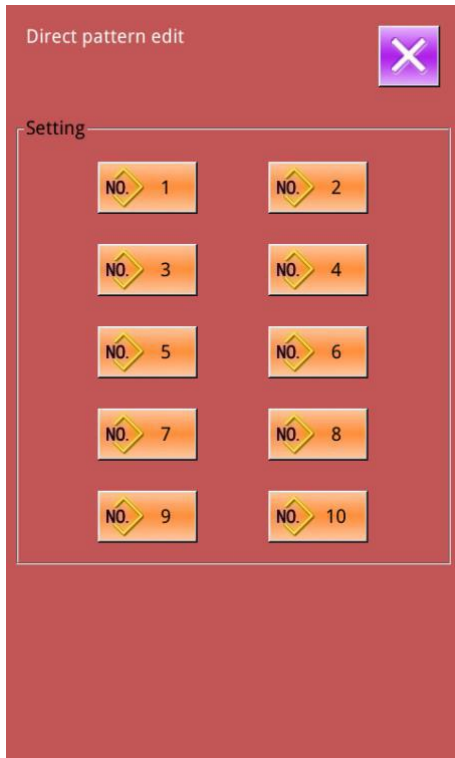 Direct pattern edit
Setting
NO. 1 NO. 2
NO. 3 NO. 4
NO. 5 NO. 6
NO. 7 NO. 8
NO. 9 NO. 10